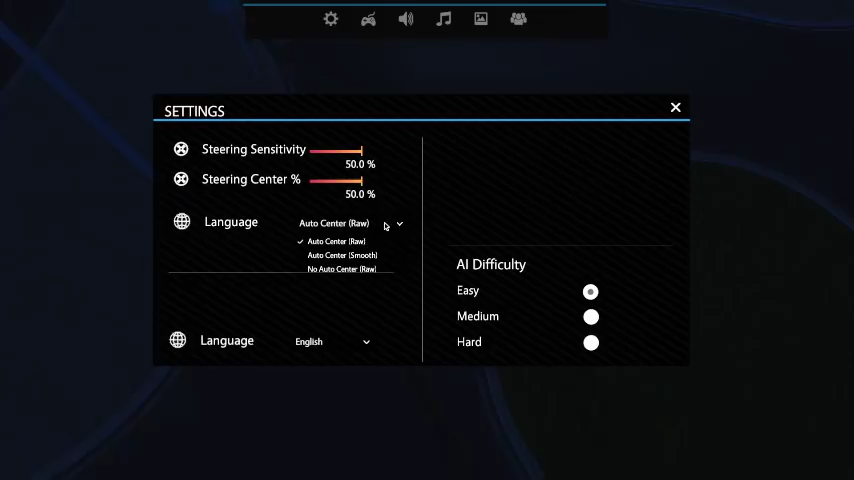 SETTINGS
Steering Sensitivity
50.0 %
Steering Center %
50.0 %
Language
Auto Center (Raw)
Auto Center (Raw)
Auto Center (Smooth)
No Auto Center (Raw)
Language
English
AI Difficulty
Easy
Medium
Hard